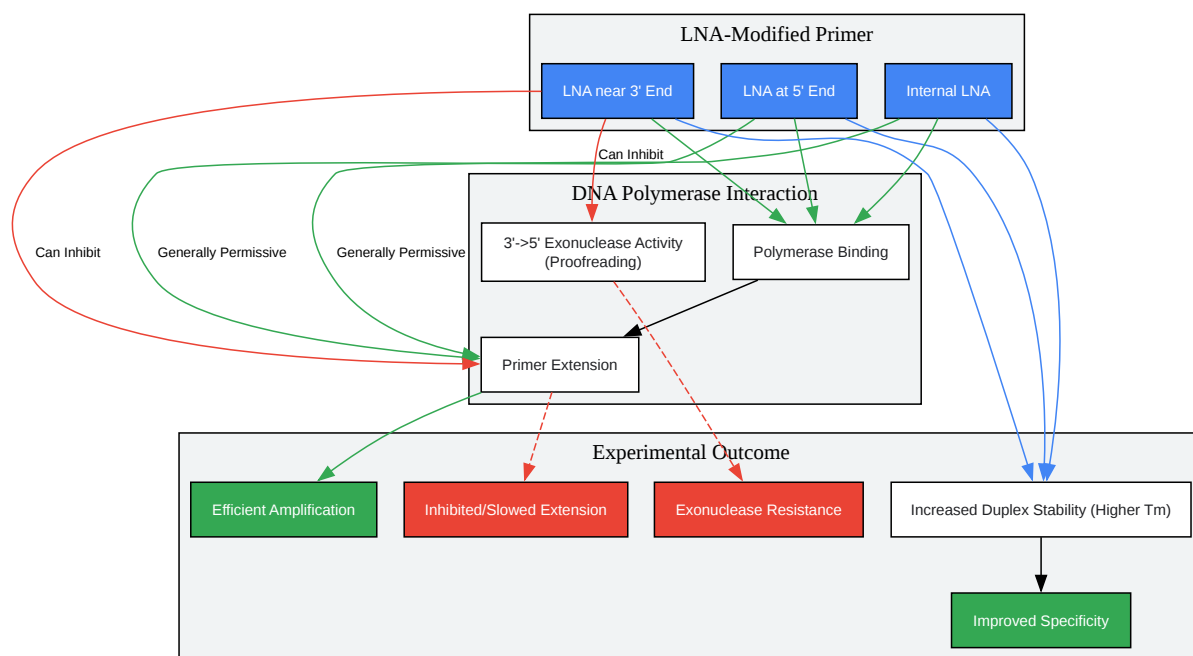 LNA-Modified Primer
LNA near 3' End
LNA at 5' End
Internal LNA
Can Inhibit
DNA Polymerase Interaction
3'->5' Exonuclease Activity
(Proofreading)
Polymerase Binding
Can Inhibit
Generally Permissive
Generally Permissive
Primer Extension
Experimental Outcome
Efficient Amplification
Inhibited/Slowed Extension
Exonuclease Resistance
Increased Duplex Stability (Higher Tm)
Improved Specificity